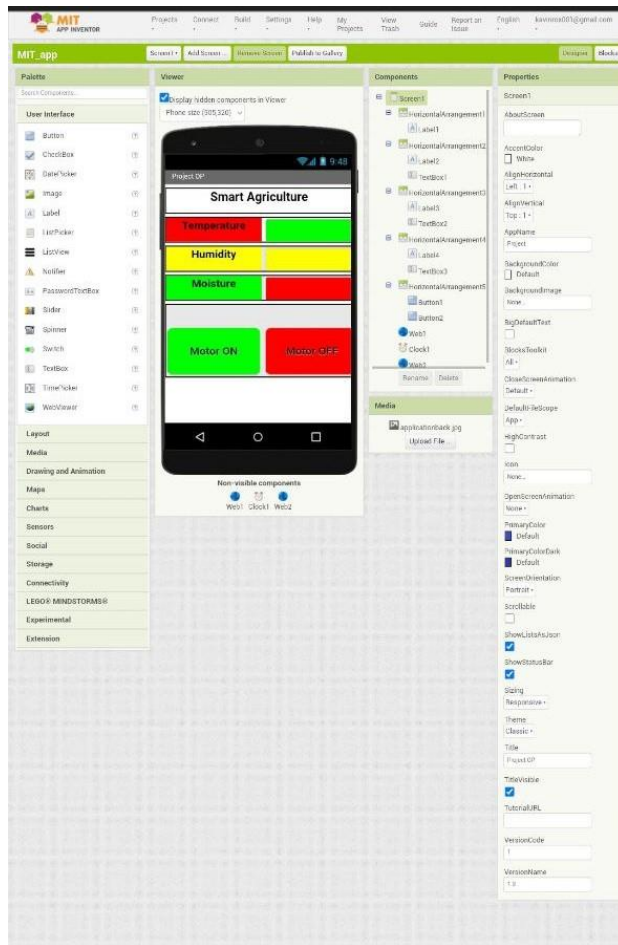 MIT
APP INVENTOR
Projects Connect Build Settings Help My Projects View Trash Guide Report an Issue English kavexxx001@gmail.com
MIT_app
Screen1 Add Screen ... Remove Screen Publish to Gallery
Designer Blocks
Palette
Search Components...
User Interface
Button
CheckBox
DatePicker
Image
Label
ListPicker
ListView
Notifier
PasswordTextBox
Slider
Spinner
Switch
TextBox
TimePicker
WebViewer
Layout
Media
Drawing and Animation
Maps
Charts
Sensors
Social
Storage
Connectivity
LEGO® MINDSTORMS®
Experimental
Extension
Viewer
Display hidden components in Viewer
Phone size (505,320)
9:48
Project OP
Smart Agriculture
Temperature
Humidity
Moisture
Motor ON Motor OFF
Non-visible components
Web1 Clock1 Web2
Components
Screen1
HorizontalArrangement1
Label1
HorizontalArrangement2
Label2
TextBox1
HorizontalArrangement3
Label3
TextBox2
HorizontalArrangement4
Label4
TextBox3
HorizontalArrangement5
Button1
Button2
Web1
Clock1
Web2
Rename Delete
Media
applicationback.jpg
Upload File ...
Properties
Screen1
AboutScreen
AccentColor
White
AlignHorizontal
Left : 1
AlignVertical
Top : 1
AppName
Project
BackgroundColor
Default
BackgroundImage
None...
BigDefaultText
BlocksToolkit
All
CloseScreenAnimation
Default
DefaultFileScope
App
HighContrast
Icon
None...
OpenScreenAnimation
None
PrimaryColor
Default
PrimaryColorDark
Default
ScreenOrientation
Portrait
Scrollable
ShowListsAsJson
ShowStatusBar
Sizing
Responsive
Theme
Classic
Title
Project OP
TitleVisible
TutorialURL
VersionCode
1
VersionName
1.0